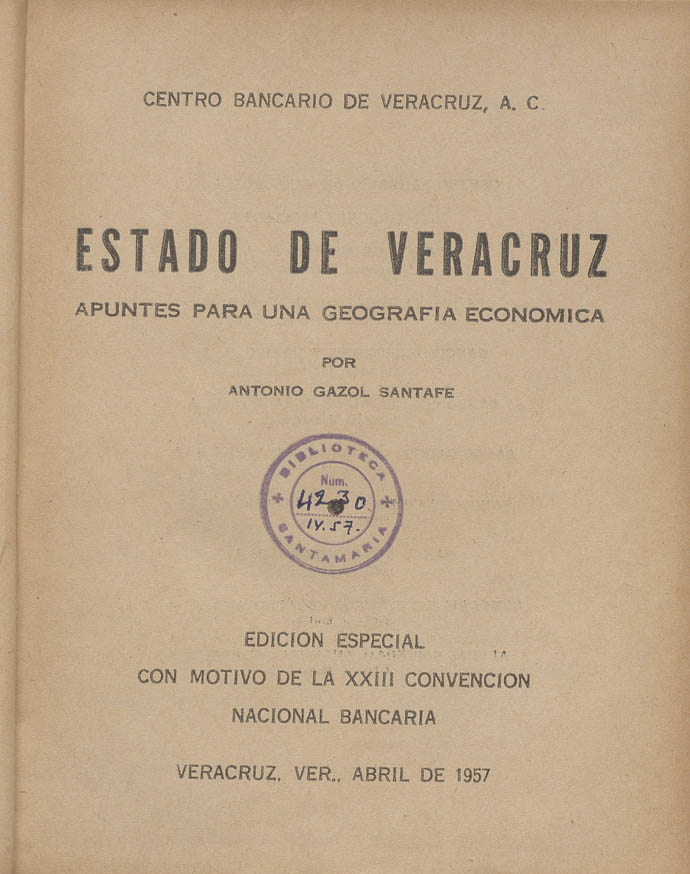 CENTRO BANCARIO DE VERACRUZ, A. C.
ESTADO DE VERACRUZ
APUNTES PARA UNA GEOGRAFIA ECONOMICA
POR
ANTONIO GAZOL SANTAFE
BIBLIOTECA
Num.
4230
IV.57.
SANTAMARIA
EDICION ESPECIAL
CON MOTIVO DE LA XXIII CONVENCION
NACIONAL BANCARIA
VERACRUZ, VER., ABRIL DE 1957